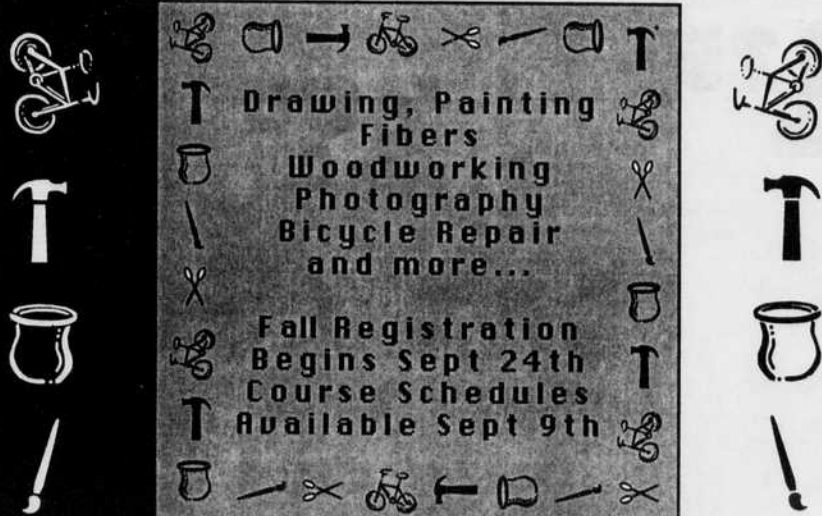 Drawing, Painting
Fibers
Woodworking
Photography
Bicycle Repair
and more...
Fall Registration
Begins Sept 24th
Course Schedules
Available Sept 9th